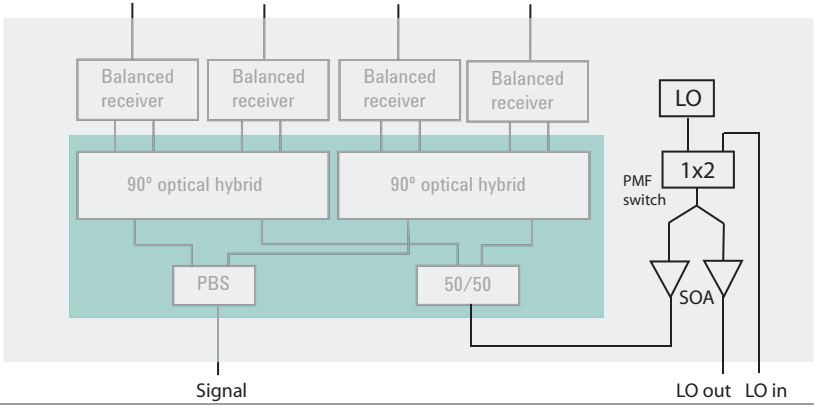 Balanced
receiver
Balanced
receiver
Balanced
receiver
Balanced
receiver
LO
90° optical hybrid
90° optical hybrid
1x2
PMF
switch
PBS
50/50
SOA
Signal
LO out
LO in